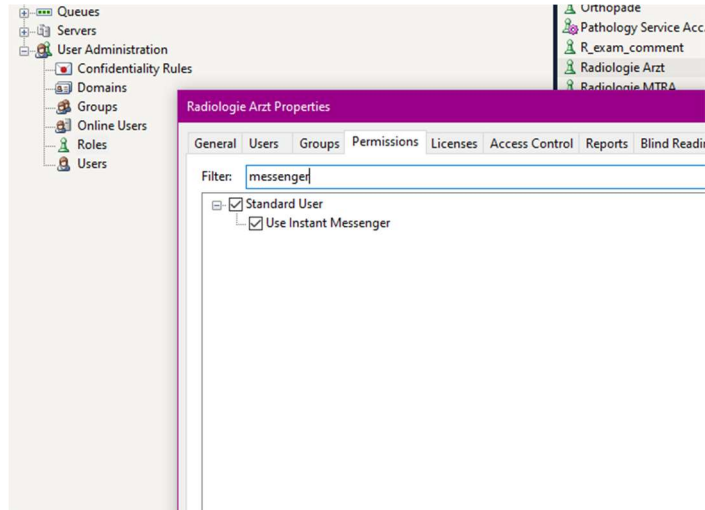 Queues
Servers
User Administration
Confidentiality Rules
Domains
Groups
Online Users
Roles
Users
Orthopäde
Pathology Service Acc.
R_exam_comment
Radiologie Arzt
Radiologie MTRA
Radiologie Arzt Properties
General Users Groups Permissions Licenses Access Control Reports Blind Readin
Filter: messenger
Standard User
Use Instant Messenger